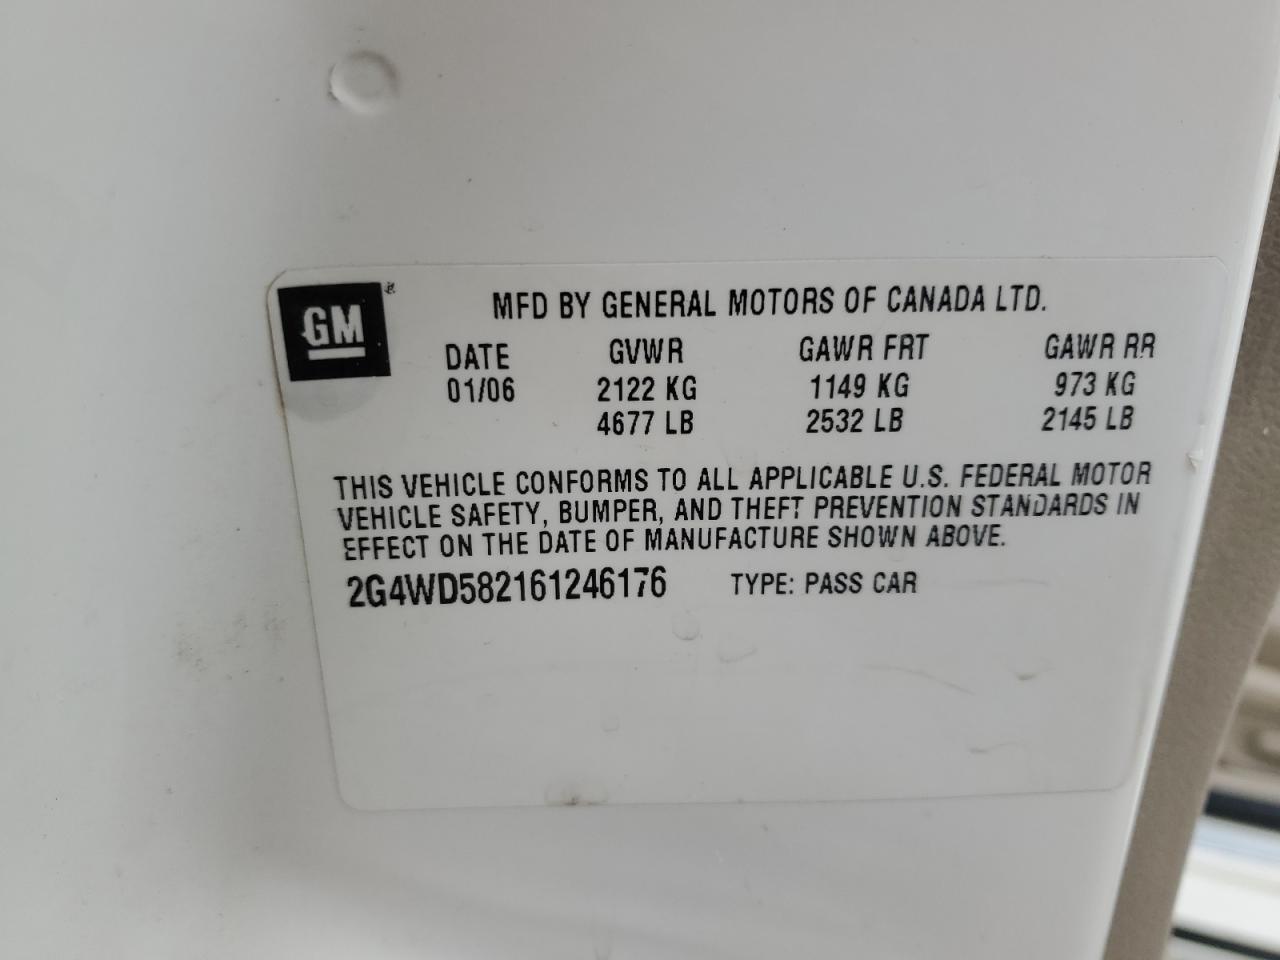 GM®
MFD BY GENERAL MOTORS OF CANADA LTD.
DATE GVWR GAWR FRT GAWR RR
01/06 2122 KG 1149 KG 973 KG
4677 LB 2532 LB 2145 LB
THIS VEHICLE CONFORMS TO ALL APPLICABLE U.S. FEDERAL MOTOR
VEHICLE SAFETY, BUMPER, AND THEFT PREVENTION STANDARDS IN
EFFECT ON THE DATE OF MANUFACTURE SHOWN ABOVE.
2G4WD582161246176 TYPE: PASS CAR